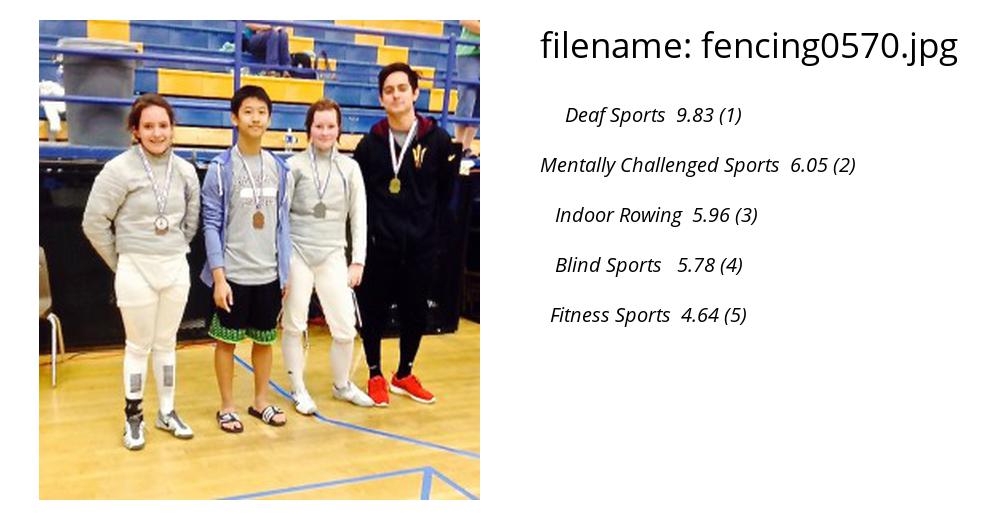 filename: fencing0570.jpg
Deaf Sports 9.83 (1)
Mentally Challenged Sports 6.05 (2)
Indoor Rowing 5.96 (3)
Blind Sports 5.78 (4)
Fitness Sports 4.64 (5)